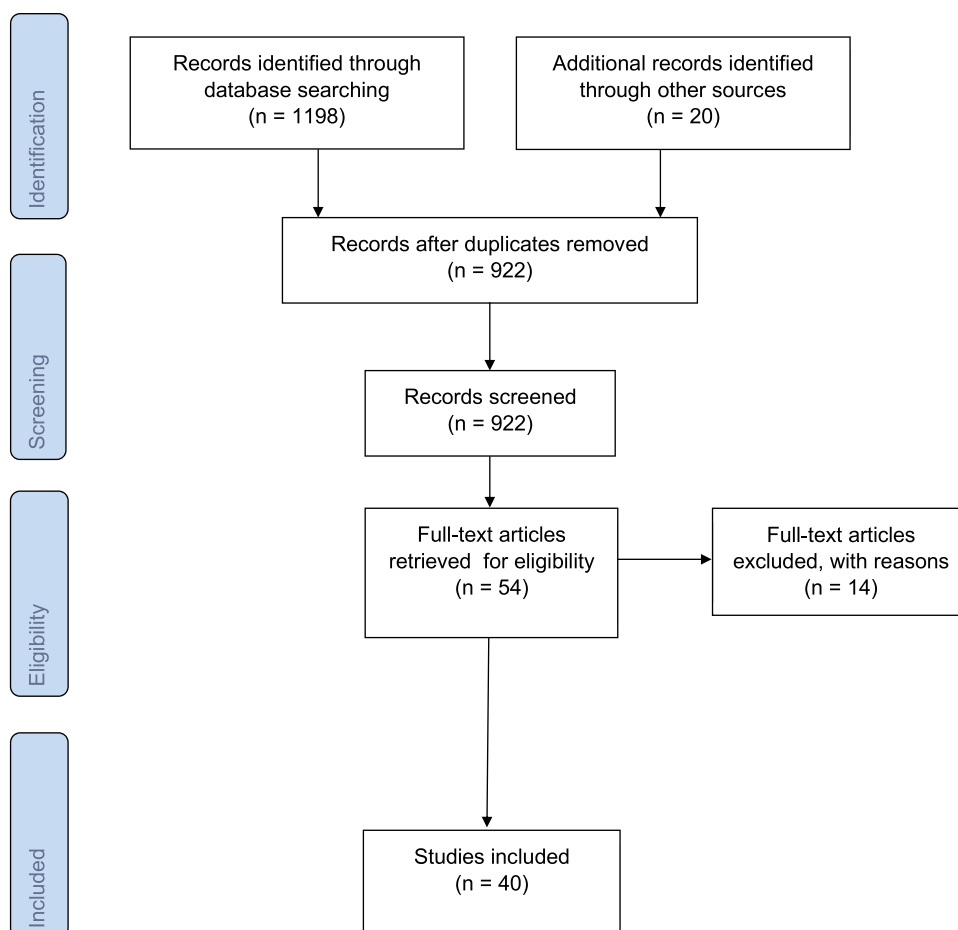 Identification
Records identified through
database searching
(n = 1198)
Additional records identified
through other sources
(n = 20)
Records after duplicates removed
(n = 922)
Screening
Records screened
(n = 922)
Eligibility
Full-text articles
retrieved for eligibility
(n = 54)
Full-text articles
excluded, with reasons
(n = 14)
Included
Studies included
(n = 40)